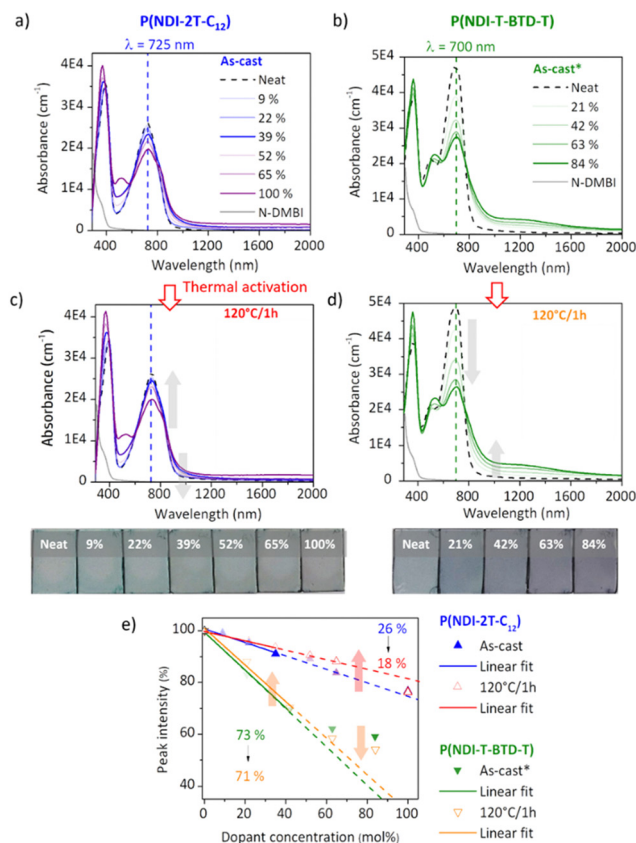 a)
P(NDI-2T-C12)
λ = 725 nm
As-cast
Neat
9 %
22 %
39 %
52 %
65 %
100 %
N-DMBI
Absorbance (cm-1)
4E4
3E4
2E4
1E4
0
400 800 1200 1600 2000
Wavelength (nm)
b)
P(NDI-T-BTD-T)
λ = 700 nm
As-cast*
Neat
21 %
42 %
63 %
84 %
N-DMBI
Absorbance (cm-1)
5E4
3E4
2E4
1E4
0
400 800 1200 1600 2000
Wavelength (nm)
Thermal activation
c)
120°C/1h
Absorbance (cm-1)
4E4
3E4
1E4
0
400 800 1200 1600 2000
Wavelength (nm)
d)
120°C/1h
Absorbance (cm-1)
5E4
3E4
2E4
1E4
0
400 800 1200 1600 2000
Wavelength (nm)
Neat 9% 22% 39% 52% 65% 100%
Neat 21% 42% 63% 84%
e)
Peak intensity (%)
100
80
60
40
26 %
18 %
73 %
71 %
0 20 40 60 80 100
Dopant concentration (mol%)
P(NDI-2T-C12)
As-cast
Linear fit
120°C/1h
Linear fit
P(NDI-T-BTD-T)
As-cast*
Linear fit
120°C/1h
Linear fit